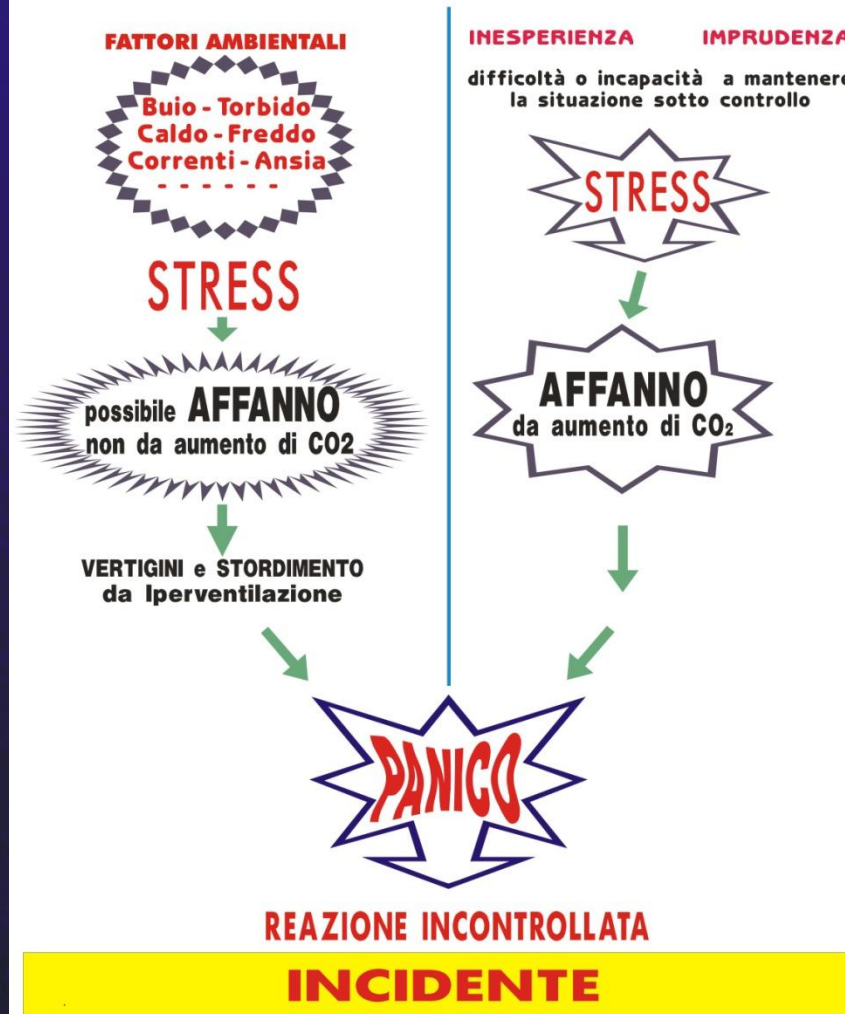 FATTORI AMBIENTALI
Buio - Torbido
Caldo - Freddo
Correnti - Ansia
- - - - - -
STRESS
possibile AFFANNO
non da aumento di CO2
VERTIGINI e STORDIMENTO
da Iperventilazione
INESPERIENZA IMPRUDENZA
difficoltà o incapacità a mantenere
la situazione sotto controllo
STRESS
AFFANNO
da aumento di CO₂
PANICO
REAZIONE INCONTROLLATA
INCIDENTE